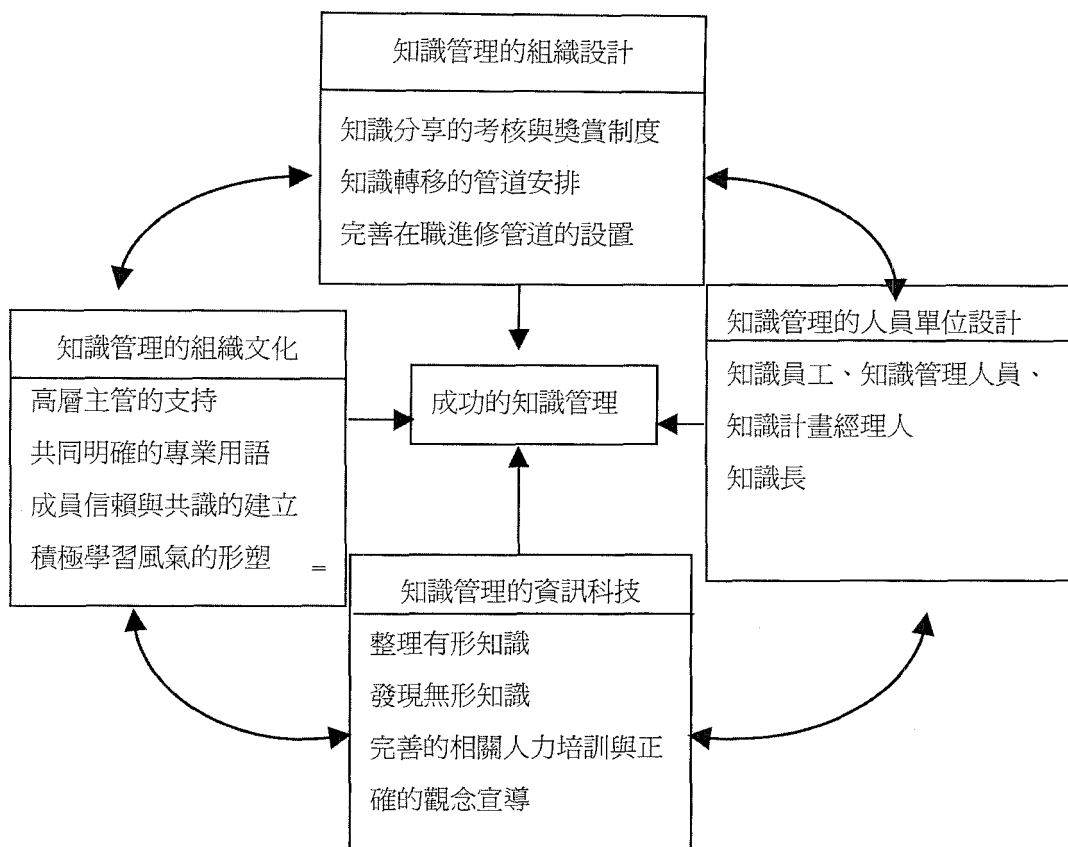 知識管理的組織設計
知識分享的考核與獎賞制度
知識轉移的管道安排
完善在職進修管道的設置
知識管理的組織文化
高層主管的支持
共同明確的專業用語
成員信賴與共識的建立
積極學習風氣的形塑
=
成功的知識管理
知識管理的人員單位設計
知識員工、知識管理人員、
知識計畫經理人
知識長
知識管理的資訊科技
整理有形知識
發現無形知識
完善的相關人力培訓與正
確的觀念宣導